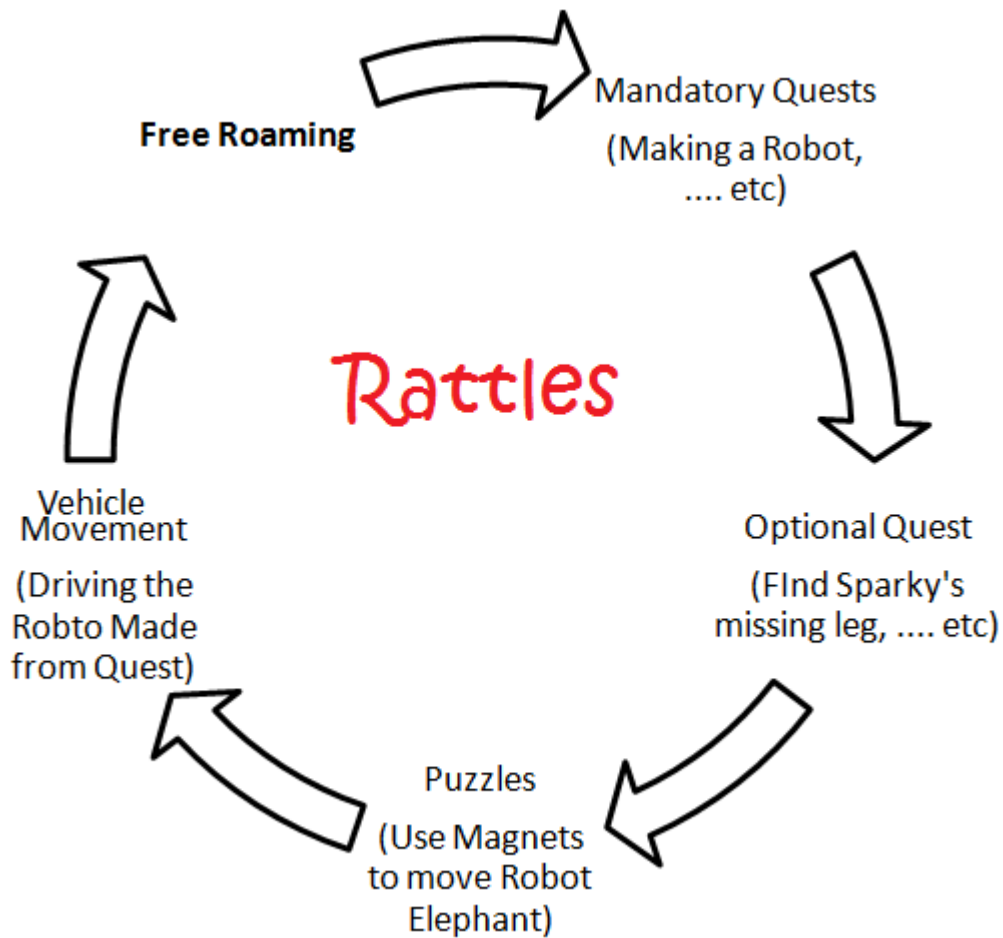 Free Roaming
Mandatory Quests
(Making a Robot,
.... etc)
Rattles
Optional Quest
(FInd Sparky's
missing leg, .... etc)
Puzzles
(Use Magnets
to move Robot
Elephant)
Vehicle
Movement
(Driving the
Robto Made
from Quest)